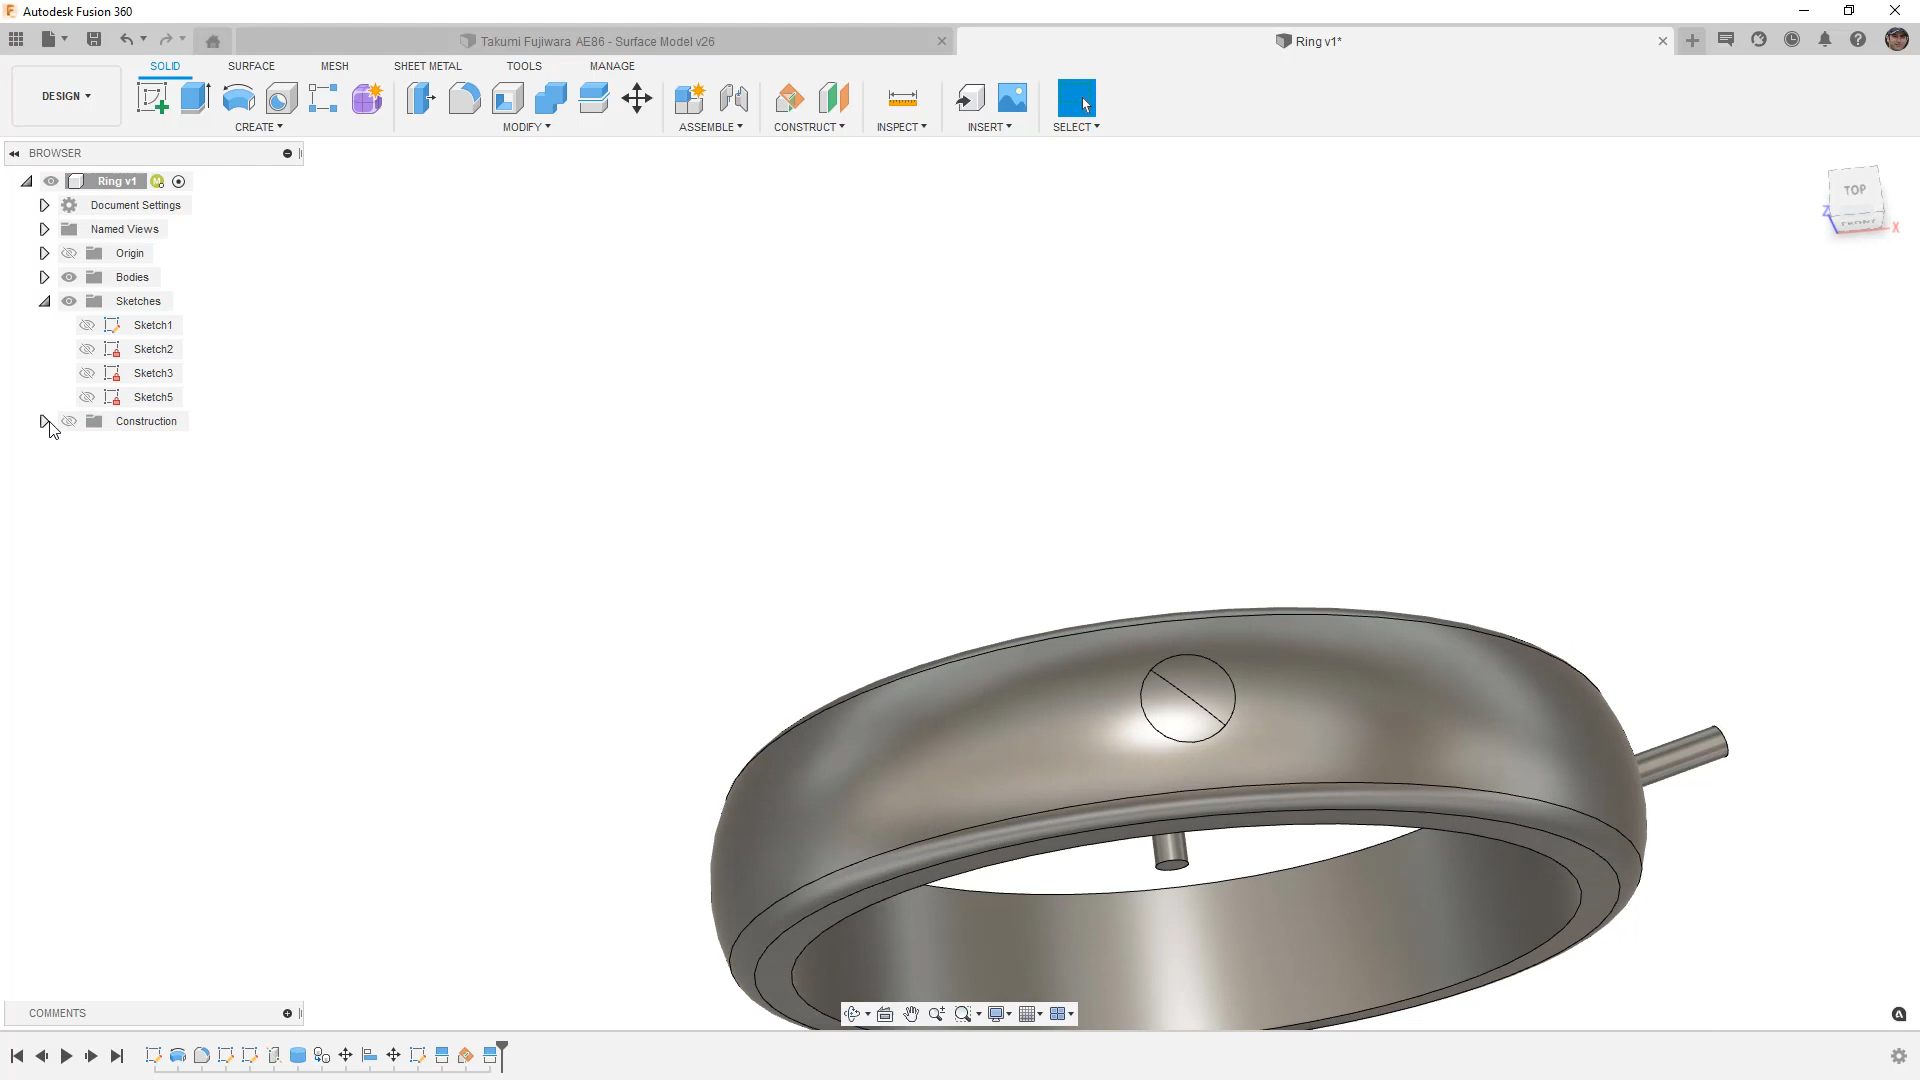 Autodesk Fusion 360
Takumi Fujiwara AE86 - Surface Model v26
Ring v1*
DESIGN
SOLID
SURFACE
MESH
SHEET METAL
TOOLS
MANAGE
CREATE
MODIFY
ASSEMBLE
CONSTRUCT
INSPECT
INSERT
SELECT
BROWSER
Ring v1
Document Settings
Named Views
Origin
Bodies
Sketches
Sketch1
Sketch2
Sketch3
Sketch5
Construction
TOP
FRONT
Z
X
COMMENTS